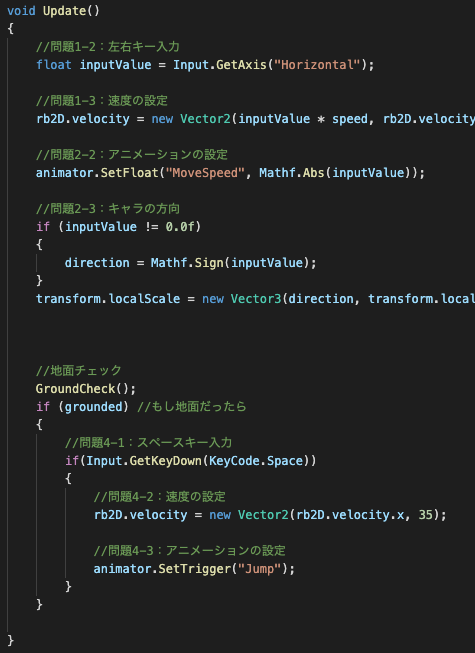 void Update()
{
//問題1-2：左右キー入力
float inputValue = Input.GetAxis("Horizontal");
//問題1-3：速度の設定
rb2D.velocity = new Vector2(inputValue * speed, rb2D.velocity
//問題2-2：アニメーションの設定
animator.SetFloat("MoveSpeed", Mathf.Abs(inputValue));
//問題2-3：キャラの方向
if (inputValue != 0.0f)
{
direction = Mathf.Sign(inputValue);
}
transform.localScale = new Vector3(direction, transform.local
//地面チェック
GroundCheck();
if (grounded) //もし地面だったら
{
//問題4-1：スペースキー入力
if(Input.GetKeyDown(KeyCode.Space))
{
//問題4-2：速度の設定
rb2D.velocity = new Vector2(rb2D.velocity.x, 35);
//問題4-3：アニメーションの設定
animator.SetTrigger("Jump");
}
}
}